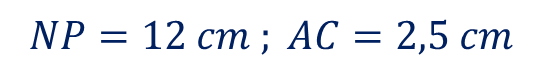 NP = 12 cm ; AC = 2,5 cm